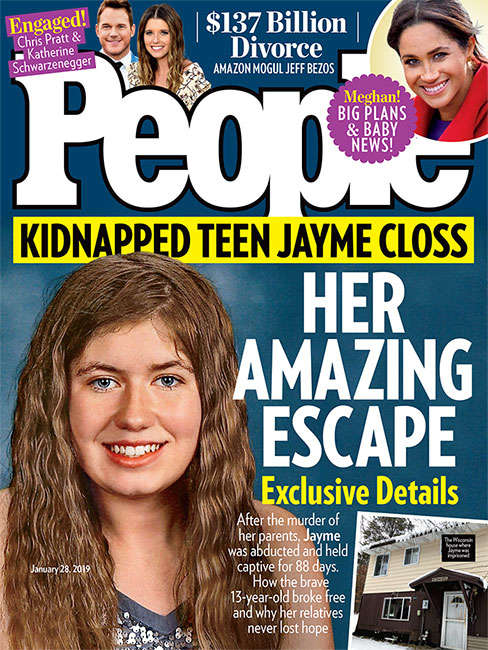 Engaged!
Chris Pratt &
Katherine
Schwarzenegger
$137 Billion
Divorce
AMAZON MOGUL JEFF BEZOS
Meghan!
BIG PLANS
& BABY
NEWS!
People
KIDNAPPED TEEN JAYME CLOSS
HER
AMAZING
ESCAPE
Exclusive Details
After the murder of
her parents, Jayme
was abducted and held
captive for 88 days.
How the brave
13-year-old broke free
and why her relatives
never lost hope
The Wisconsin
house where
Jayme was
imprisoned
January 28, 2019